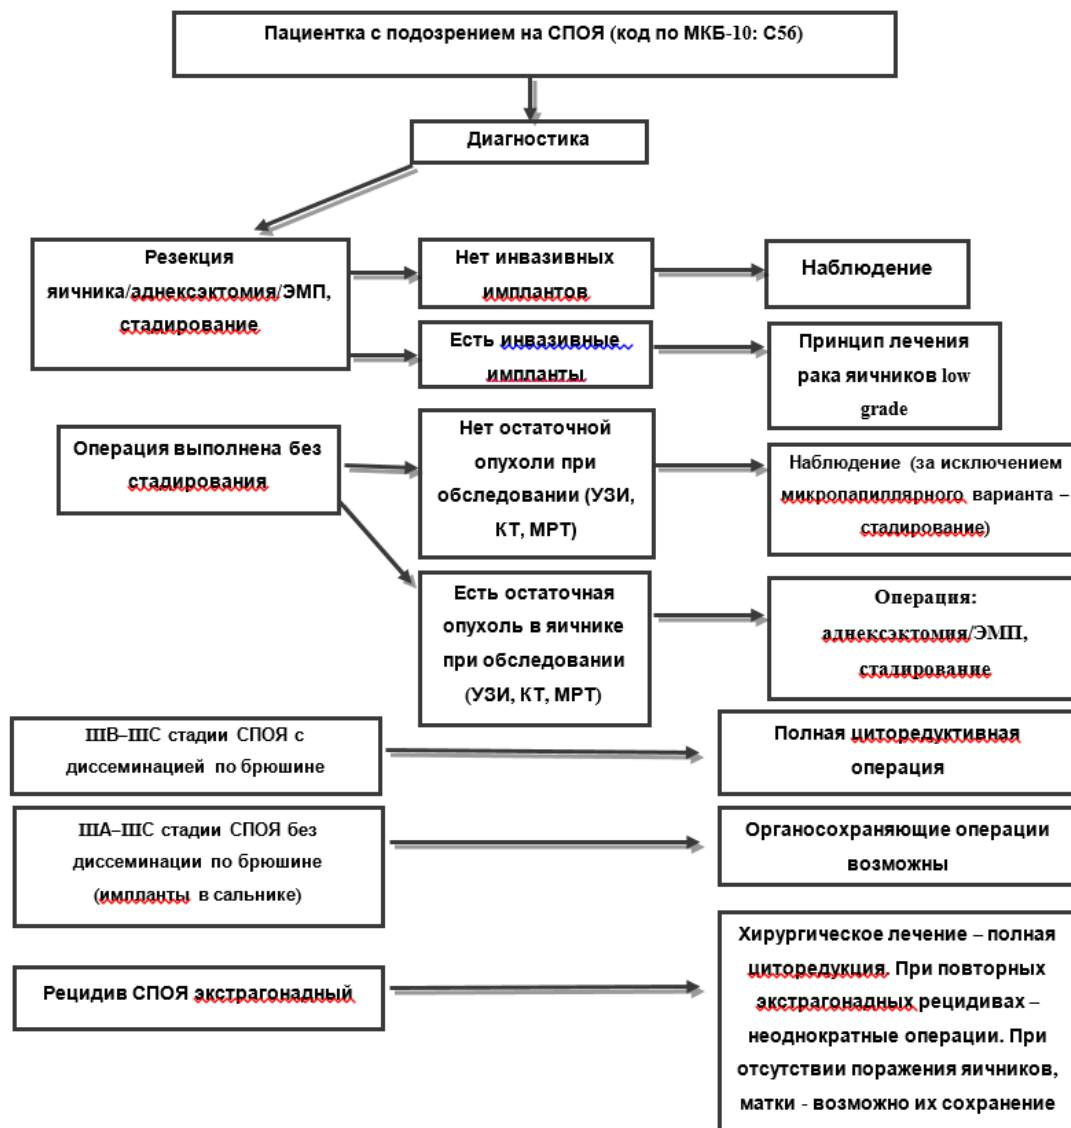 Пациентка с подозрением на СПОЯ (код по МКБ-10: С56)
Диагностика
Резекция
яичника/аднексэктомия/ЭМП,
стадирование
Нет инвазивных
имплантов
Наблюдение
Есть инвазивные
импланты
Принцип лечения
рака яичников low
grade
Операция выполнена без
стадирования
Нет остаточной
опухоли при
обследовании (УЗИ,
КТ, МРТ)
Наблюдение (за исключением
микропапиллярного варианта –
стадирование)
Есть остаточная
опухоль в яичнике
при обследовании
(УЗИ, КТ, МРТ)
Операция:
аднексэктомия/ЭМП,
стадирование
IIIB–IIIC стадии СПОЯ с
диссеминацией по брюшине
Полная циторедуктивная
операция
IIIA–IIIC стадии СПОЯ без
диссеминации по брюшине
(импланты в сальнике)
Органосохраняющие операции
возможны
Рецидив СПОЯ экстрагонадный
Хирургическое лечение – полная
циторедукция. При повторных
экстрагонадных рецидивах –
неоднократные операции. При
отсутствии поражения яичников,
матки - возможно их сохранение